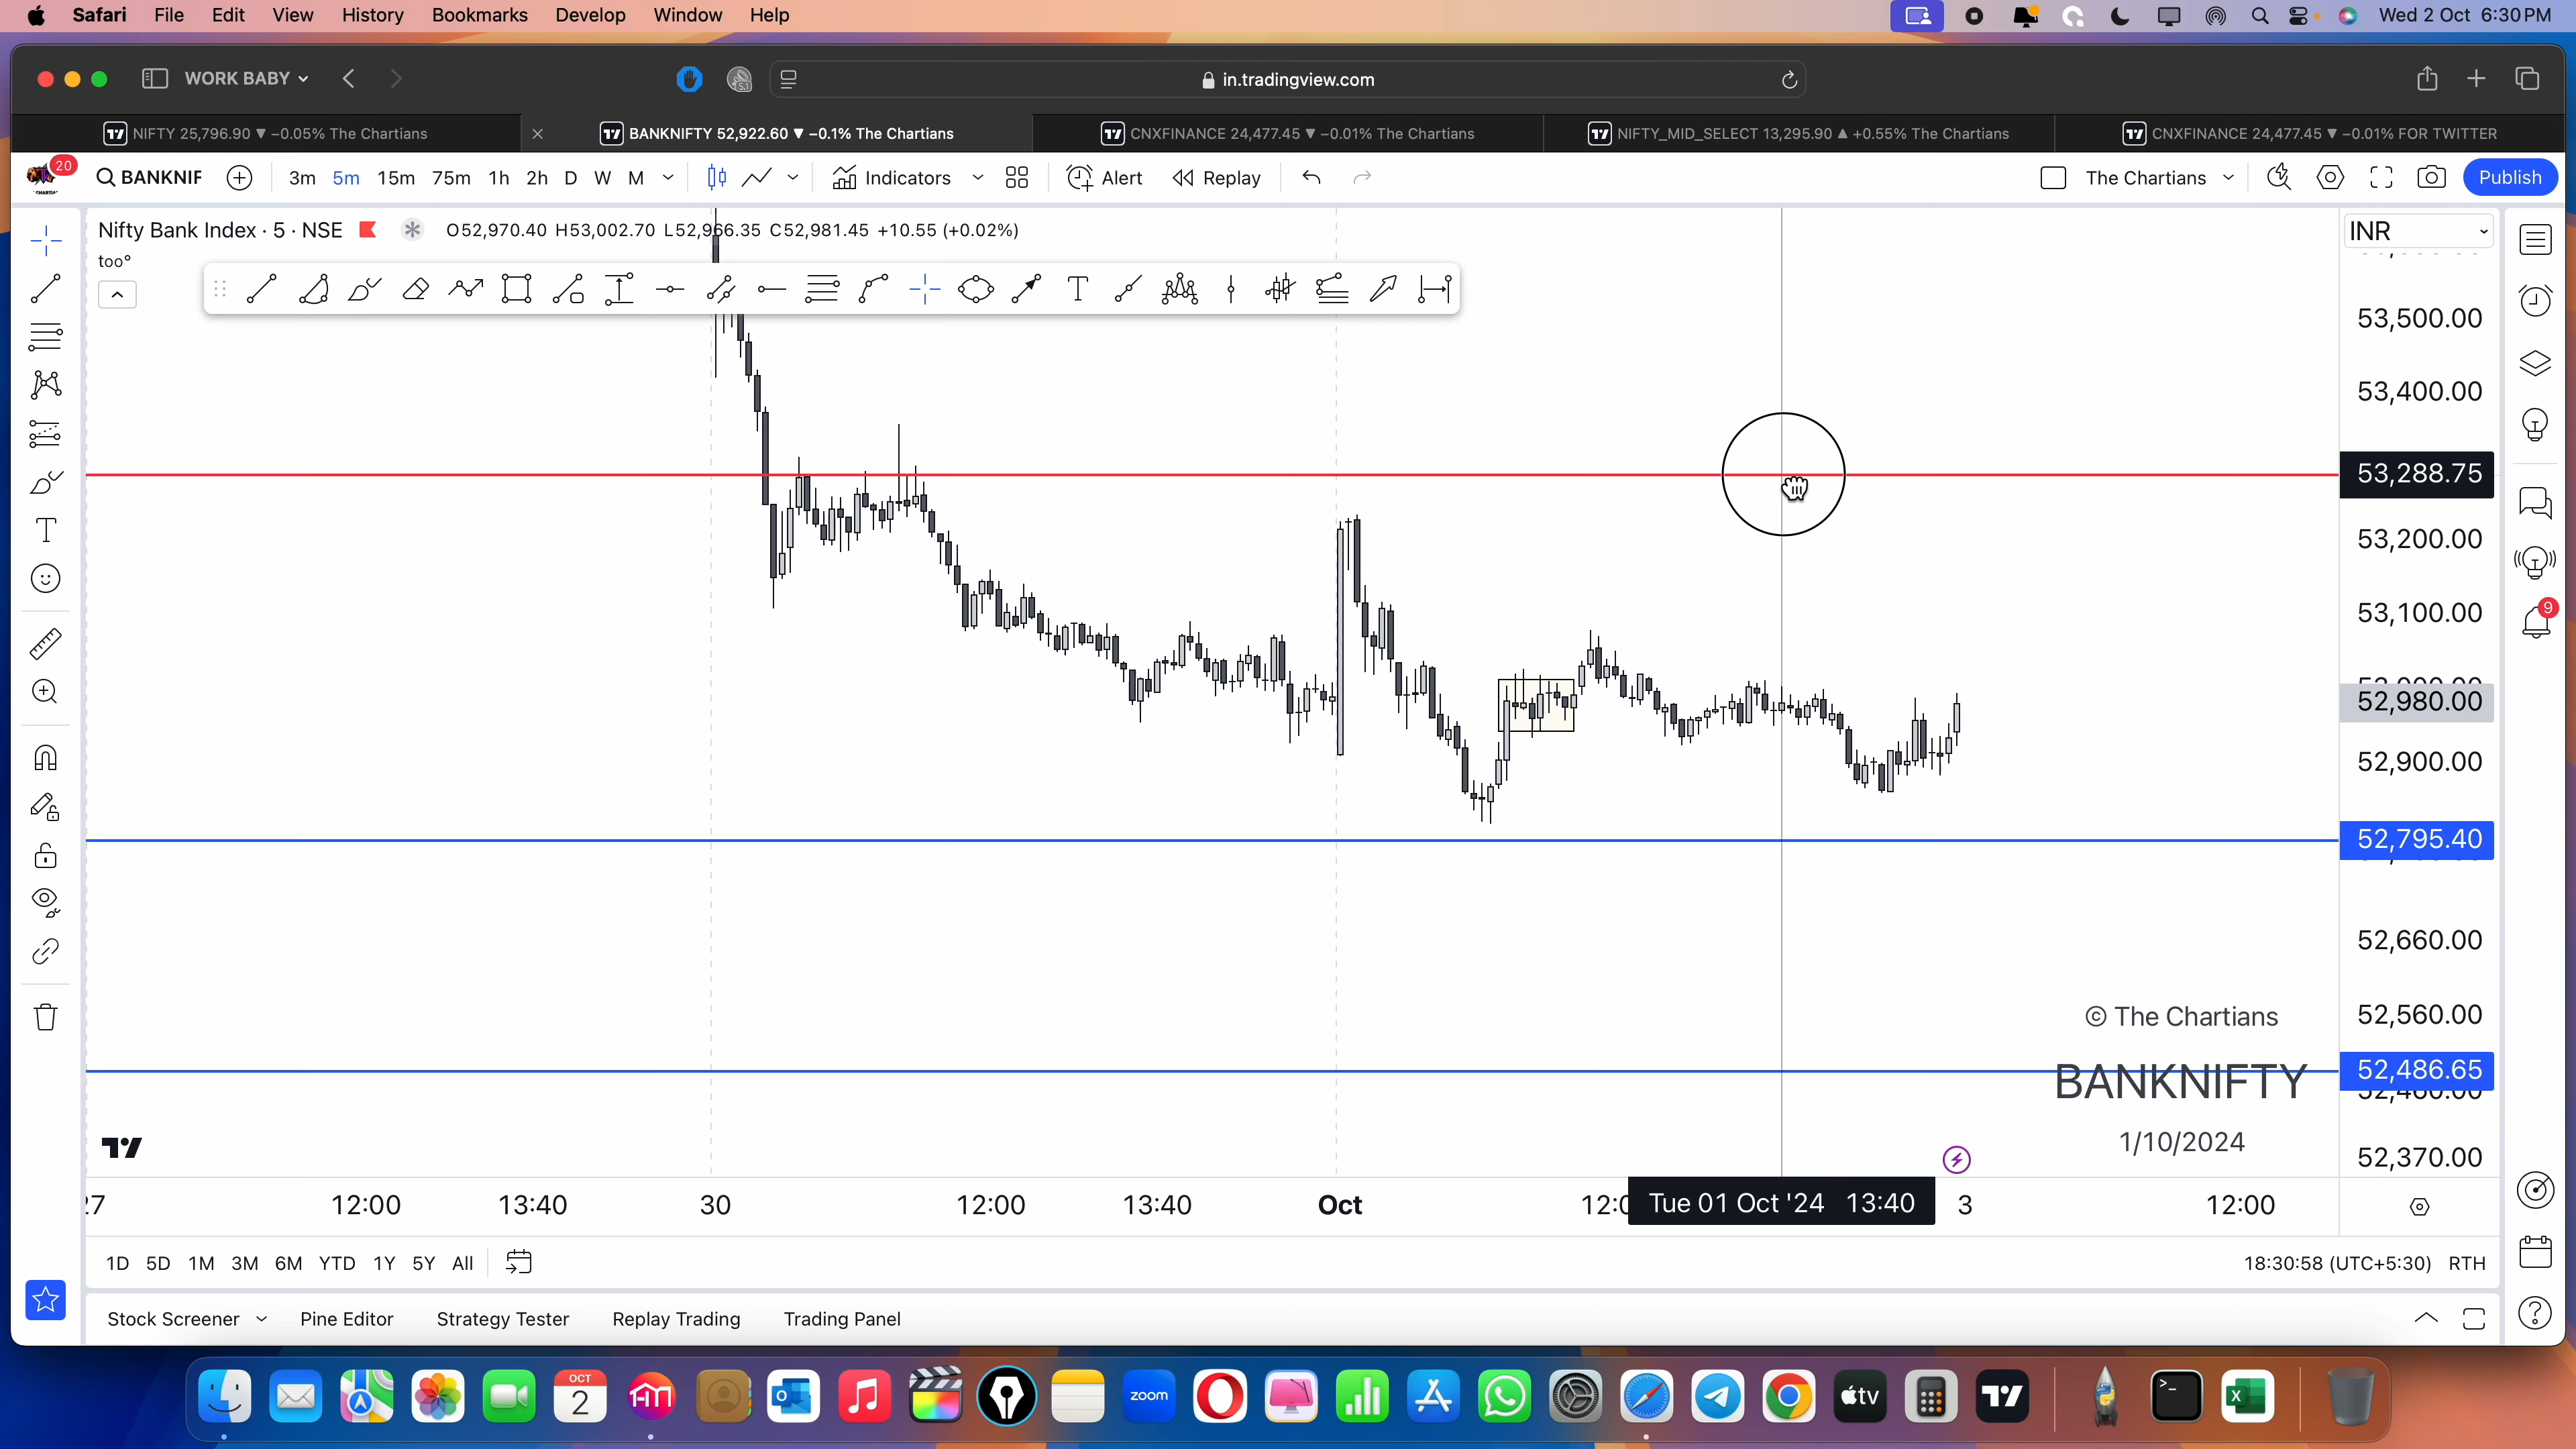 Safari File Edit View History Bookmarks Develop Window Help Wed 2 Oct 6:30 PM
WORK BABY in.tradingview.com
NIFTY 25,796.90 ▼ −0.05% The Chartians
BANKNIFTY 52,922.60 ▼ −0.1% The Chartians
CNXFINANCE 24,477.45 ▼ −0.01% The Chartians
NIFTY_MID_SELECT 13,295.90 ▲ +0.55% The Chartians
CNXFINANCE 24,477.45 ▼ −0.01% FOR TWITTER
20 BANKNIF 3m 5m 15m 75m 1h 2h D W M Indicators Alert Replay The Chartians Publish
Nifty Bank Index · 5 · NSE O52,970.40 H53,002.70 L52,966.35 C52,981.45 +10.55 (+0.02%)
INR
too°
53,500.00
53,400.00
53,288.75
53,200.00
53,100.00
9
52,980.00
52,900.00
52,795.40
52,660.00
52,560.00
© The Chartians
52,486.65
BANKNIFTY
1/10/2024
52,370.00
27 12:00 13:40 30 12:00 13:40 Oct Tue 01 Oct '24 13:40 3 12:00
1D 5D 1M 3M 6M YTD 1Y 5Y All 18:30:58 (UTC+5:30) RTH
Stock Screener Pine Editor Strategy Tester Replay Trading Trading Panel
OCT
2
zoom
tv